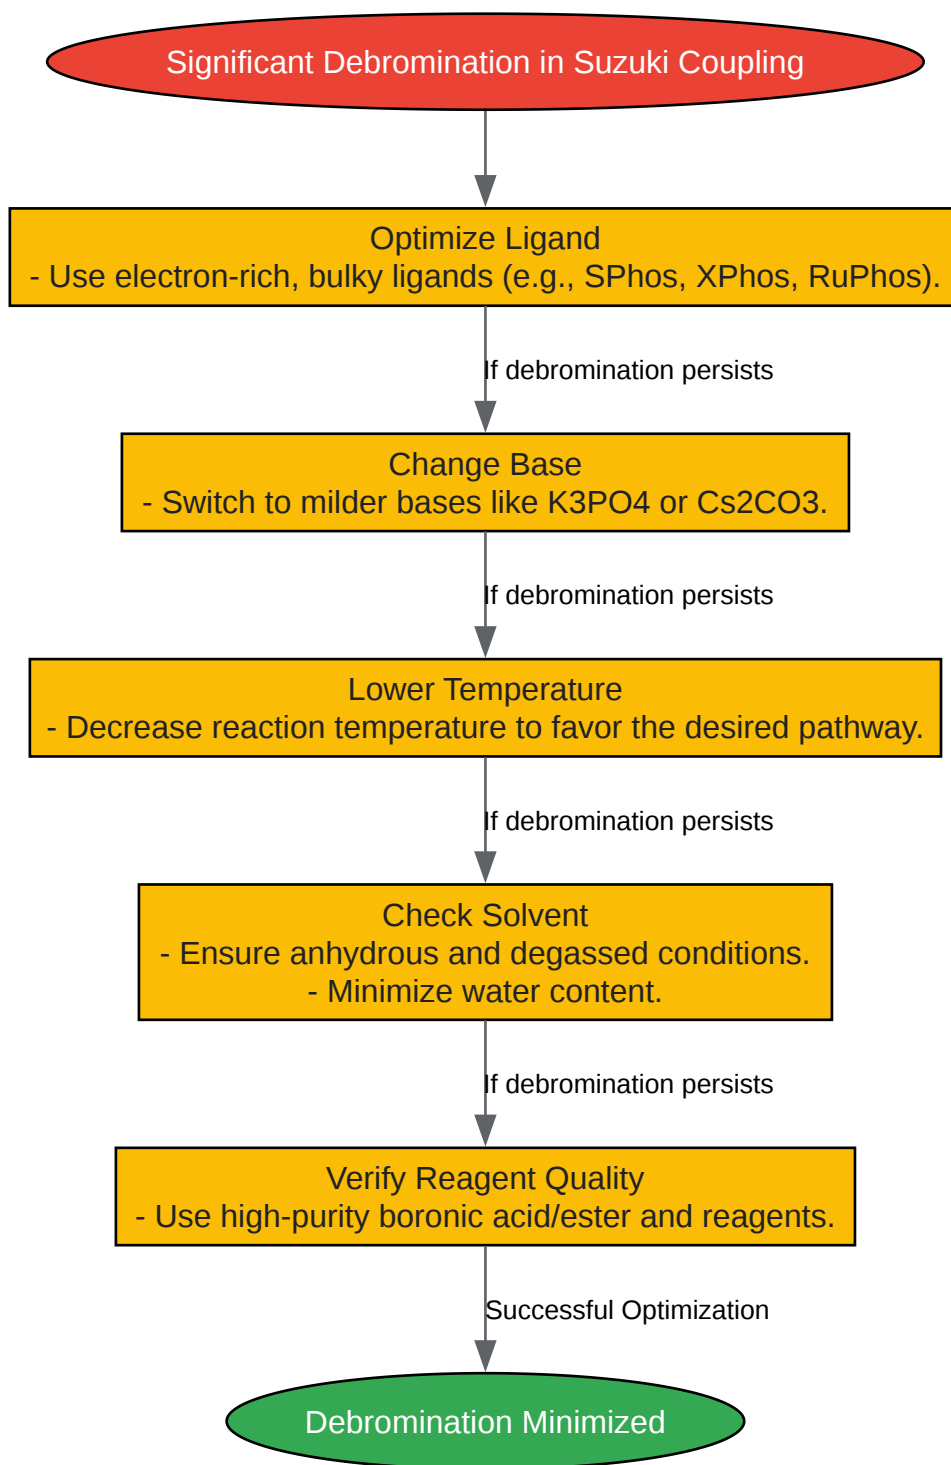 Significant Debromination in Suzuki Coupling
Optimize Ligand
- Use electron-rich, bulky ligands (e.g., SPhos, XPhos, RuPhos).
If debromination persists
Change Base
- Switch to milder bases like K3PO4 or Cs2CO3.
If debromination persists
Lower Temperature
- Decrease reaction temperature to favor the desired pathway.
If debromination persists
Check Solvent
- Ensure anhydrous and degassed conditions.
- Minimize water content.
If debromination persists
Verify Reagent Quality
- Use high-purity boronic acid/ester and reagents.
Successful Optimization
Debromination Minimized